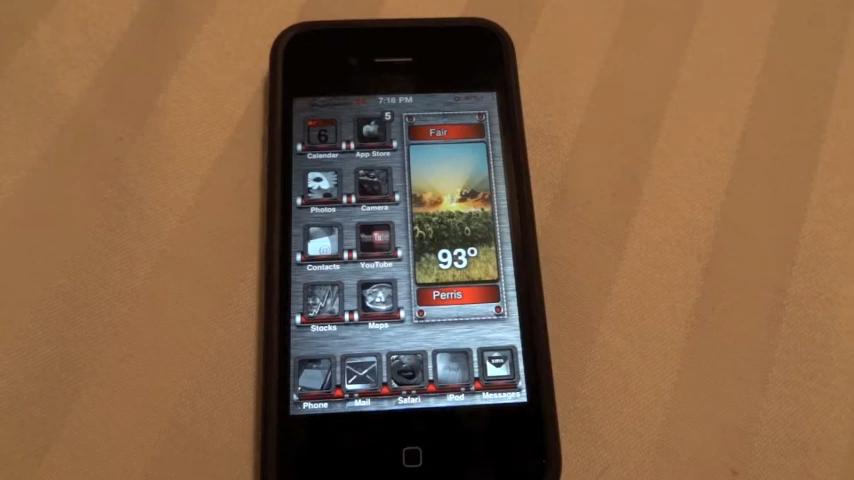 7:18 PM
6
5
Calendar
App Store
Fair
Photos
Camera
Contacts
YouTube
93°
Stocks
Maps
Perris
Phone
Mail
Safari
iPod
Messages